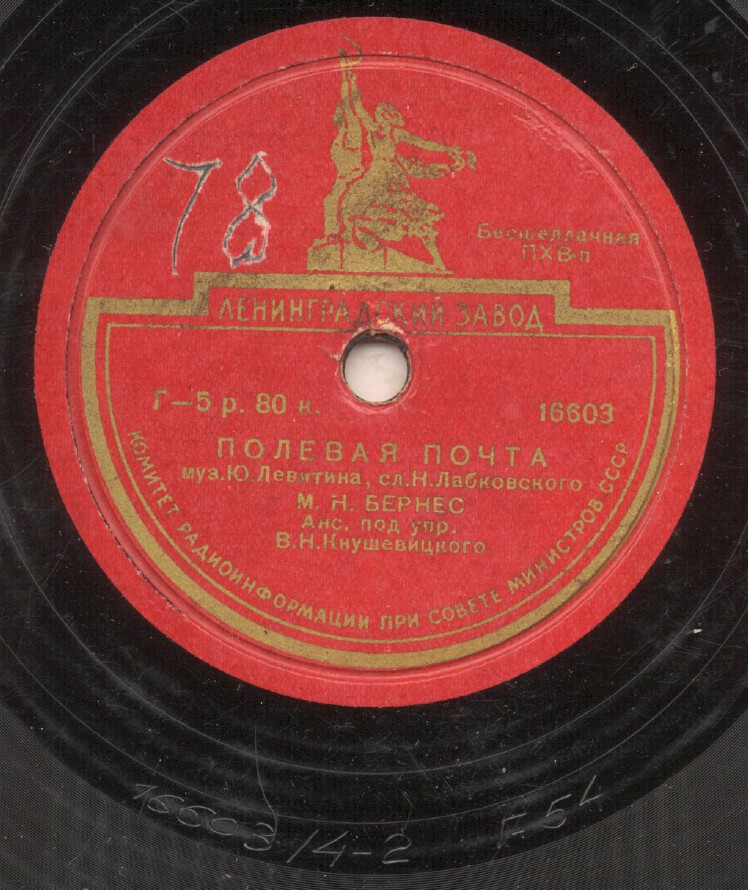 78
Бесшеллачная
ПХВ-п
ЛЕНИНГРАДСКИЙ ЗАВОД
Г—5 р. 80 к.
16603
ПОЛЕВАЯ ПОЧТА
муз. Ю. Левитина, сл. Н. Лабковского
М. Н. БЕРНЕС
Анс. под упр.
В. Н. Кнушевицкого
КОМИТЕТ РАДИОИНФОРМАЦИИ ПРИ СОВЕТЕ МИНИСТРОВ СССР
16603/4-2